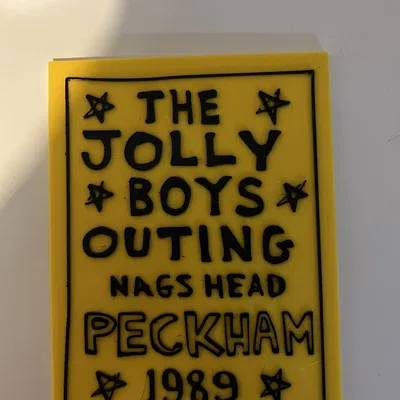 THE
JOLLY
BOYS
OUTING
NAGS HEAD
PECKHAM
1989